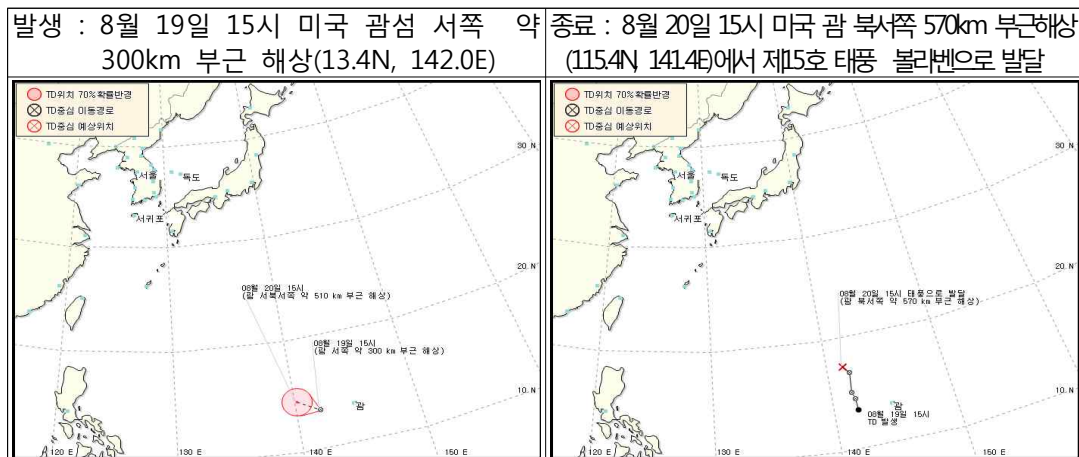 발생 : 8월 19일 15시 미국 괌섬 서쪽 약
300km 부근 해상(13.4N, 142.0E)
종료 : 8월 20일 15시 미국 괌 북서쪽 570km 부근해상
(115.4N, 141.4E)에서 제15호 태풍 볼라벤으로 발달
TD위치 70%확률반경
TD중심 이동경로
TD중심 예상위치
서울
독도
서귀포
30 N
20 N
10 N
08월 20일 15시
(괌 서북서쪽 약 510 km 부근 해상)
08월 19일 15시
(괌 서쪽 약 300 km 부근 해상)
괌
120 E
130 E
140 E
150 E
TD위치 70%확률반경
TD중심 이동경로
TD중심 예상위치
서울
독도
서귀포
30 N
20 N
10 N
08월 20일 15시 태풍으로 발달
(괌 북서쪽 약 570 km 부근 해상)
괌
08월 19일 15시
TD 발생
120 E
130 E
140 E
150 E